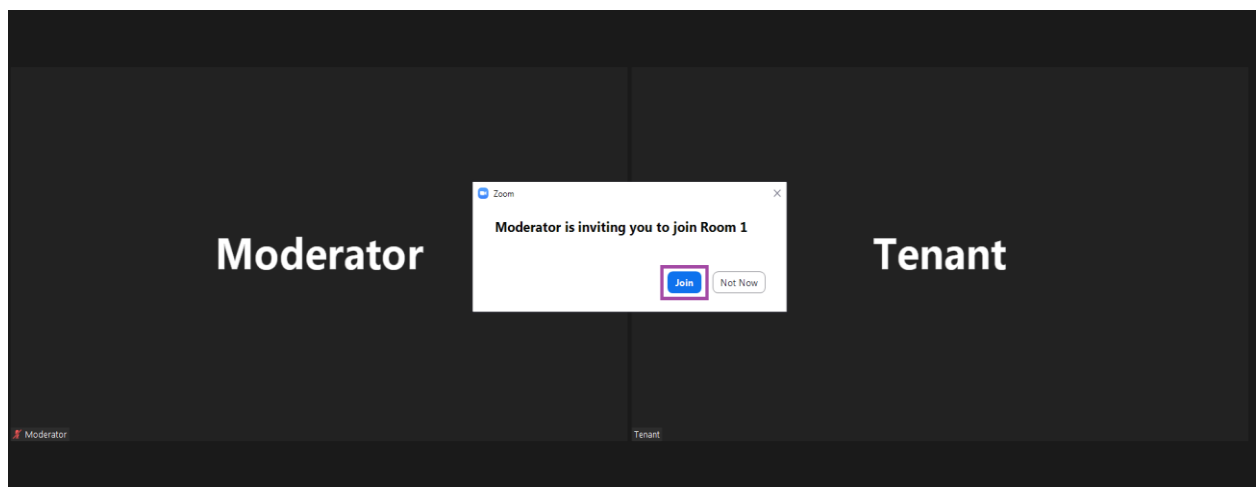 Zoom
Moderator is inviting you to join Room 1
Moderator
Tenant
Join
Not Now
Moderator
Tenant